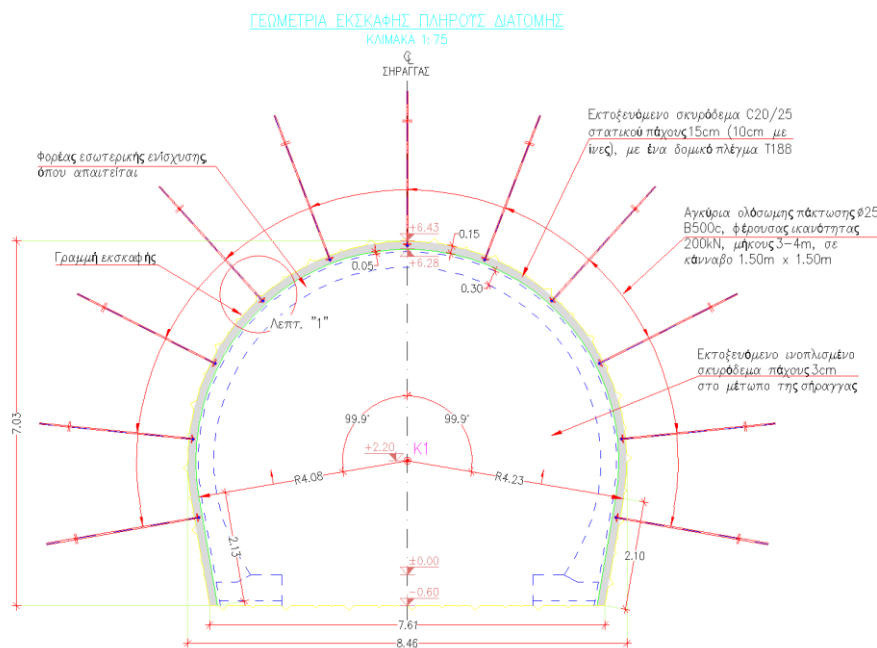 ΓΕΩΜΕΤΡΙΑ ΕΚΣΚΑΦΗΣ ΠΛΗΡΟΥΣ ΔΙΑΤΟΜΗΣ
ΚΛΙΜΑΚΑ 1:75
ΣΗΡΑΓΓΑΣ
Εκτοξευόμενο σκυρόδεμα C20/25
στατικού πάχους 15cm (10cm με
ίνες), με ένα δομικό πλέγμα T188
Φορέας εσωτερικής ενίσχυσης,
όπου απαιτείται
Αγκύρια ολόσωμης πάκτωσης Ø25
B500c, φέρουσας ικανότητας
200kN, μήκους 3-4m, σε
κάνναβο 1.50m x 1.50m
Γραμμή εκσκαφής
+6.43
0.15
0.05
+6.28
0.30
Λεπτ. "1"
Εκτοξευόμενο ινοπλισμένο
σκυρόδεμα πάχους 3cm
στο μέτωπο της σήραγγας
7.03
99.9°
99.9°
+2.20
K1
R4.08
R4.23
2.13
2.10
±0.00
-0.60
7.61
8.46